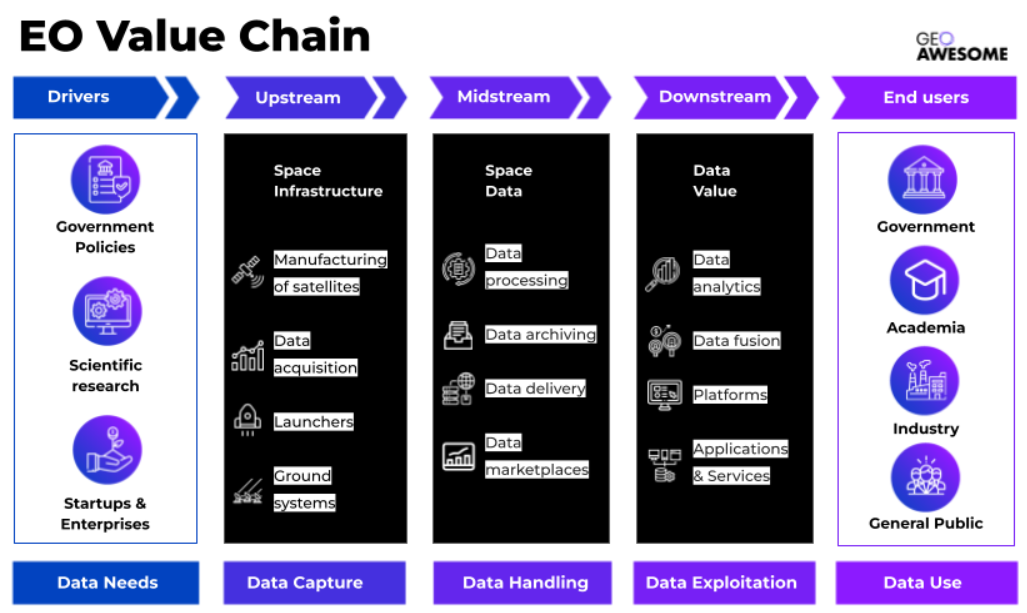 EO Value Chain
GEO
AWESOME
Drivers
Upstream
Midstream
Downstream
End users
Government
Policies
Scientific
research
Startups &
Enterprises
Space
Infrastructure
Manufacturing
of satellites
Data
acquisition
Launchers
Ground
systems
Space
Data
Data
processing
Data archiving
Data delivery
Data
marketplaces
Data
Value
Data
analytics
Data fusion
Platforms
Applications
& Services
Government
Academia
Industry
General Public
Data Needs
Data Capture
Data Handling
Data Exploitation
Data Use